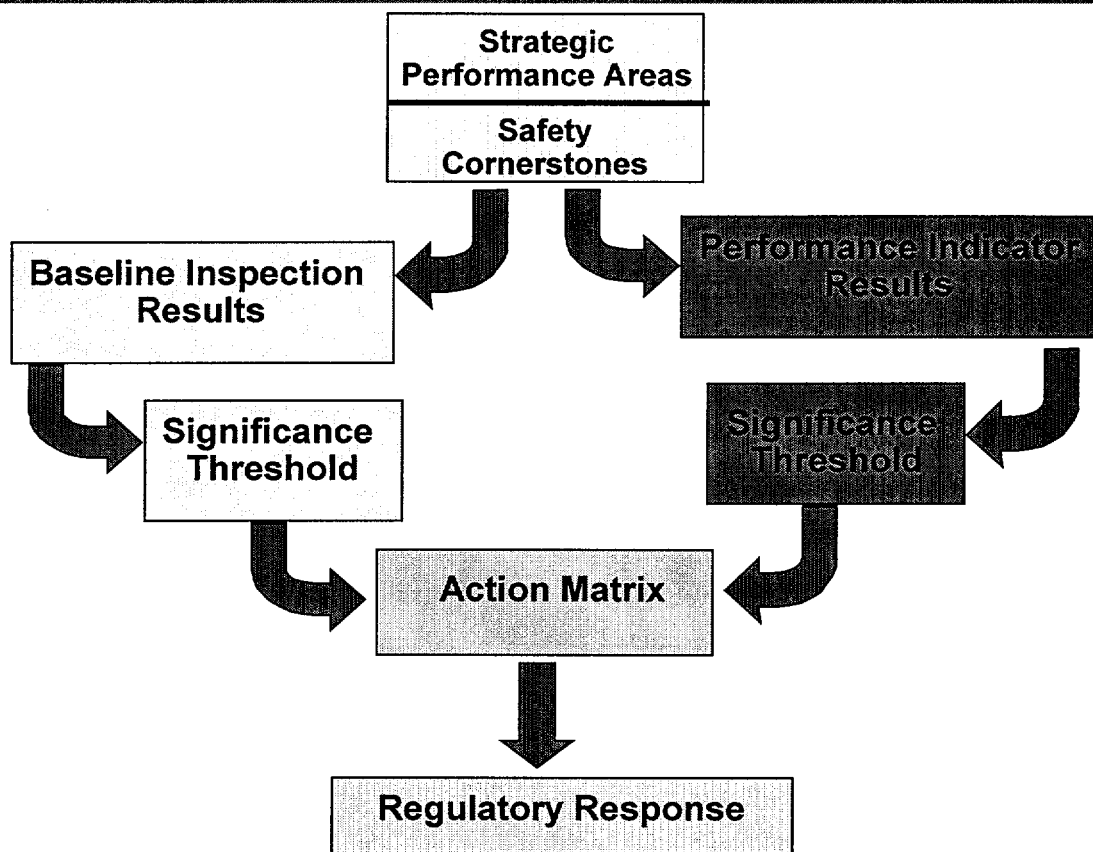 Strategic
Performance Areas
Safety
Cornerstones
Baseline Inspection
Results
Performance Indicator
Results
Significance
Threshold
Significance
Threshold
Action Matrix
Regulatory Response